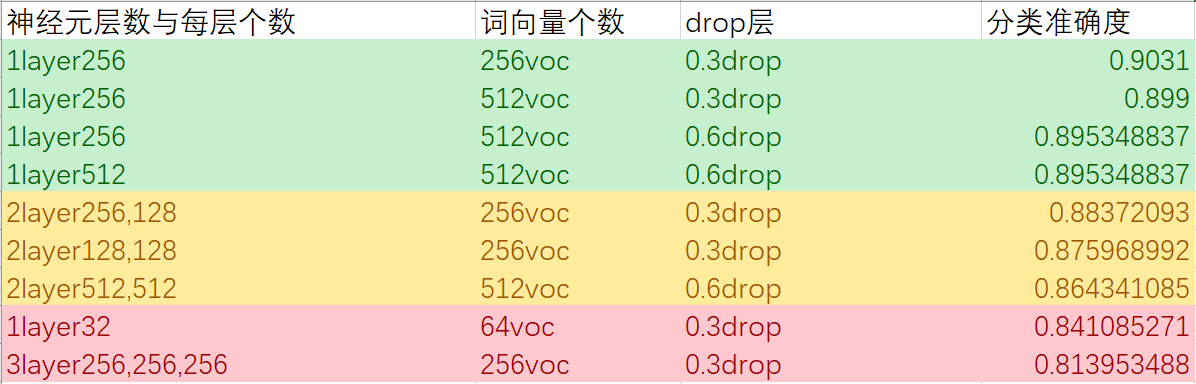 神经元层数与每层个数 词向量个数 drop层 分类准确度
1layer256 256voc 0.3drop 0.9031
1layer256 512voc 0.3drop 0.899
1layer256 512voc 0.6drop 0.895348837
1layer512 512voc 0.6drop 0.895348837
2layer256,128 256voc 0.3drop 0.88372093
2layer128,128 256voc 0.3drop 0.875968992
2layer512,512 512voc 0.6drop 0.864341085
1layer32 64voc 0.3drop 0.841085271
3layer256,256,256 256voc 0.3drop 0.813953488